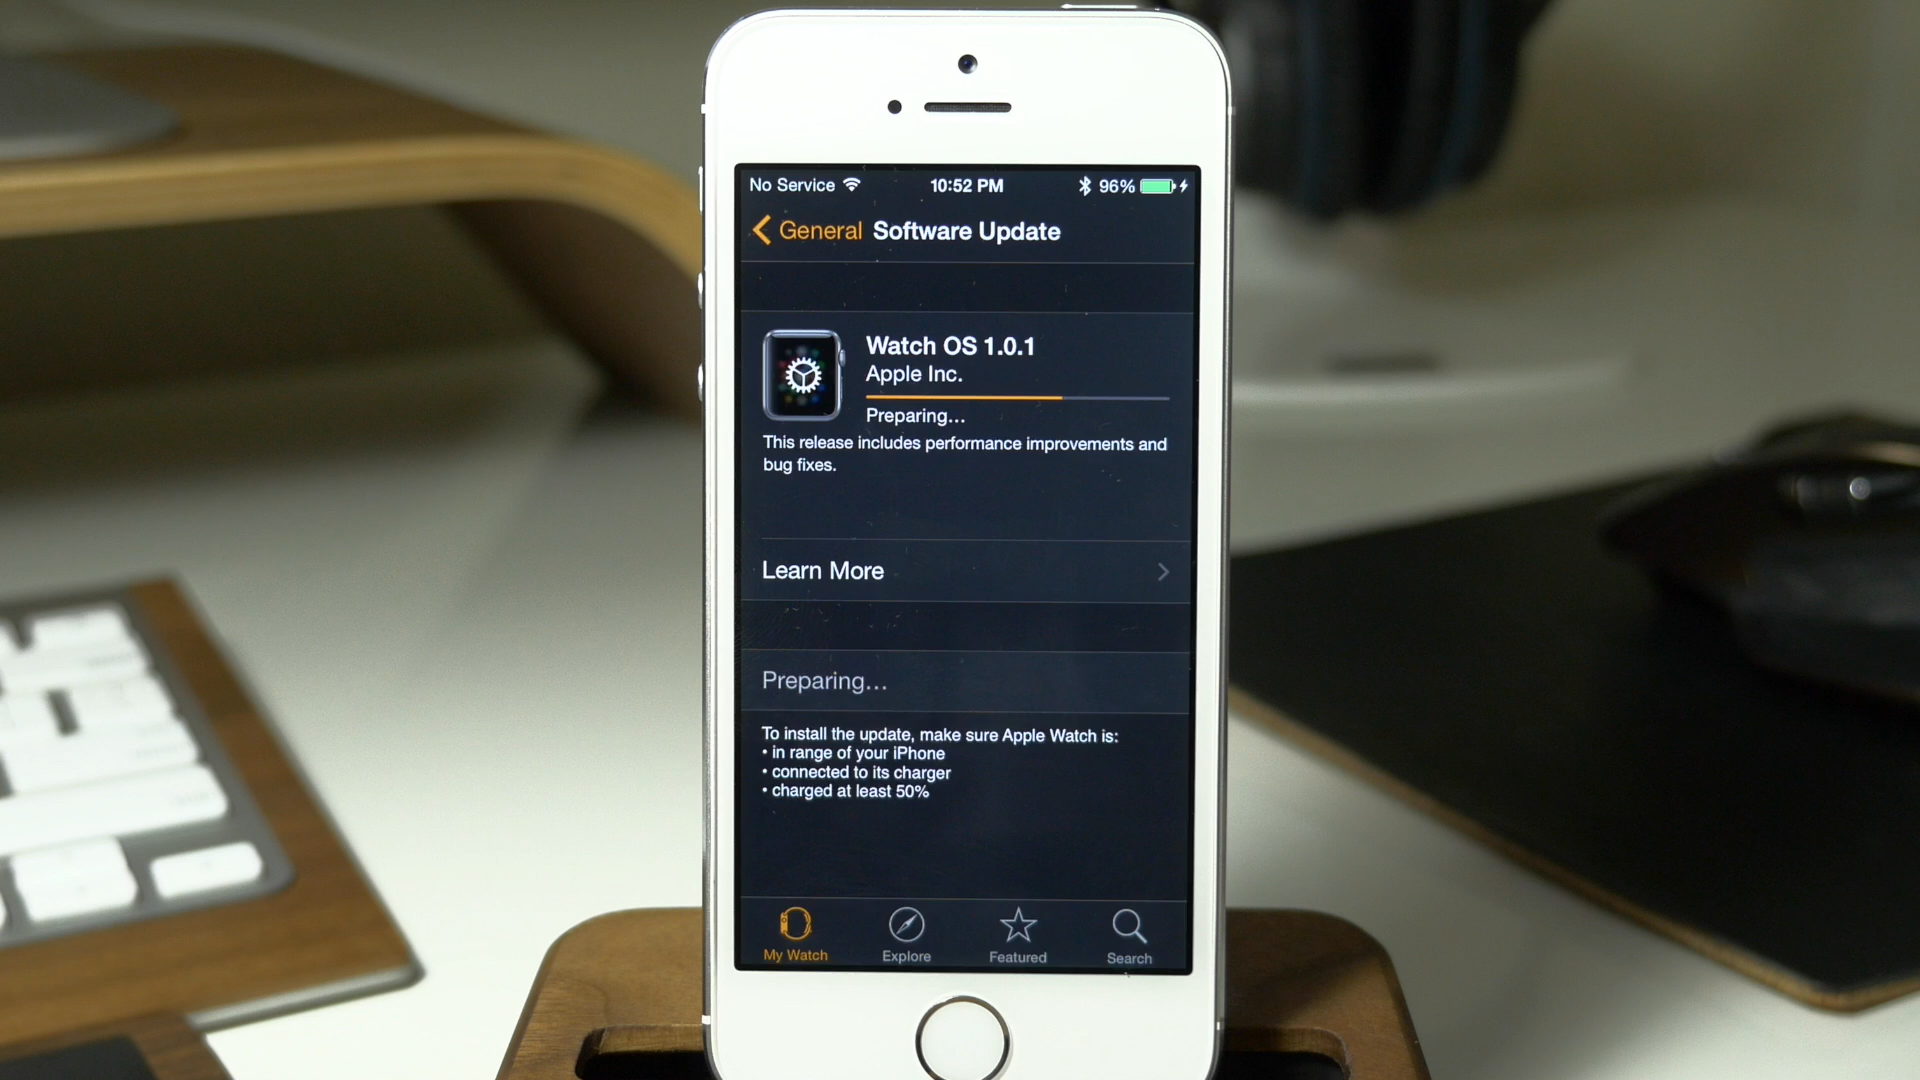 No Service 10:52 PM 96%
General Software Update
Watch OS 1.0.1
Apple Inc.
Preparing...
This release includes performance improvements and
bug fixes.
Learn More
Preparing...
To install the update, make sure Apple Watch is:
• in range of your iPhone
• connected to its charger
• charged at least 50%
My Watch Explore Featured Search